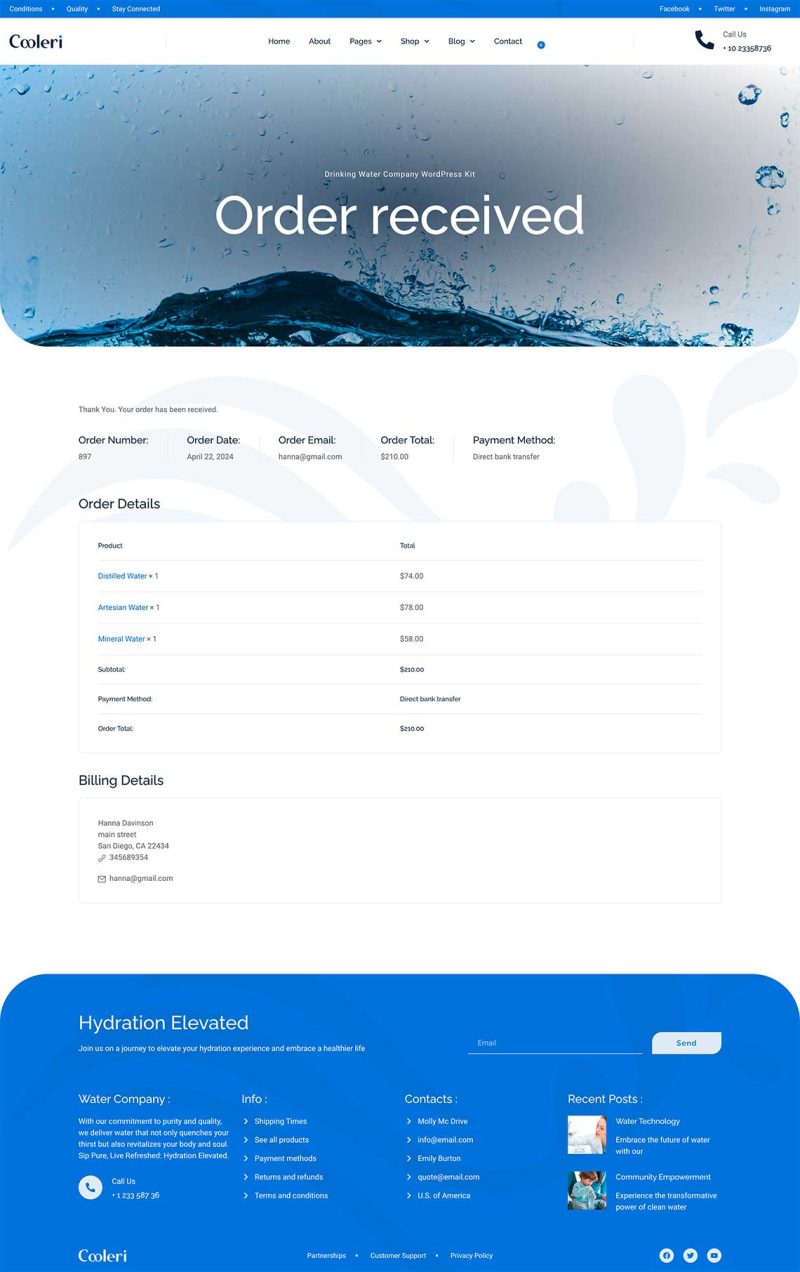 Conditions • Quality • Stay Connected
Facebook • Twitter • Instagram
Cooleri
Home About Pages Shop Blog Contact 0
Call Us
+ 10 23358736
Drinking Water Company WordPress Kit
Order received
Thank You. Your order has been received.
Order Number: Order Date: Order Email: Order Total: Payment Method:
897 April 22, 2024 hanna@gmail.com $210.00 Direct bank transfer
Order Details
Product Total
Distilled Water × 1 $74.00
Artesian Water × 1 $78.00
Mineral Water × 1 $58.00
Subtotal: $210.00
Payment Method: Direct bank transfer
Order Total: $210.00
Billing Details
Hanna Davinson
main street
San Diego, CA 22434
345689354
hanna@gmail.com
Hydration Elevated
Join us on a journey to elevate your hydration experience and embrace a healthier life
Email Send
Water Company :
With our commitment to purity and quality,
we deliver water that not only quenches your
thirst but also revitalizes your body and soul.
Sip Pure, Live Refreshed: Hydration Elevated.
Call Us
+ 1 233 587 36
Info :
Shipping Times
See all products
Payment methods
Returns and refunds
Terms and conditions
Contacts :
Molly Mc Drive
info@email.com
Emily Burton
quote@email.com
U.S. of America
Recent Posts :
Water Technology
Embrace the future of water
with our
Community Empowerment
Experience the transformative
power of clean water
Cooleri
Partnerships • Customer Support • Privacy Policy